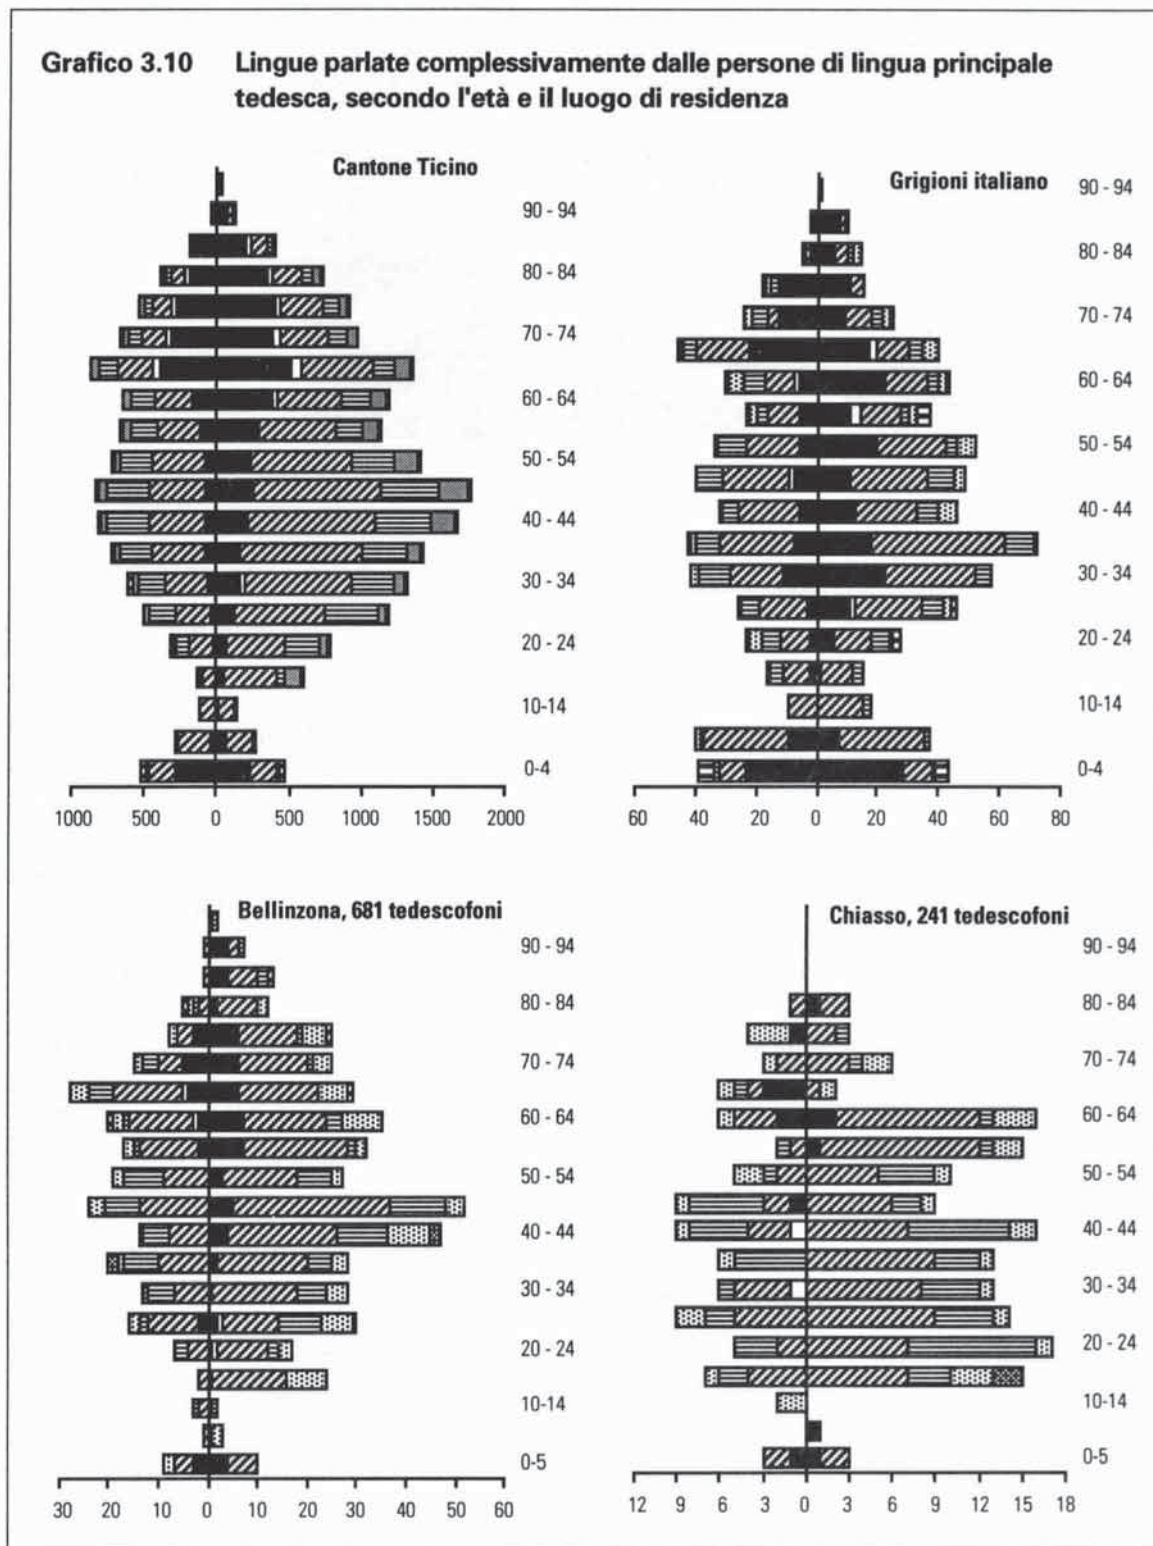 Grafico 3.10 Lingue parlate complessivamente dalle persone di lingua principale
tedesca, secondo l'età e il luogo di residenza
Cantone Ticino
90 - 94
80 - 84
70 - 74
60 - 64
50 - 54
40 - 44
30 - 34
20 - 24
10-14
0-4
1000 500 0 500 1000 1500 2000
Grigioni italiano
90 - 94
80 - 84
70 - 74
60 - 64
50 - 54
40 - 44
30 - 34
20 - 24
10-14
0-4
60 40 20 0 20 40 60 80
Bellinzona, 681 tedescofoni
90 - 94
80 - 84
70 - 74
60 - 64
50 - 54
40 - 44
30 - 34
20 - 24
10-14
0-5
30 20 10 0 10 20 30 40 50 60
Chiasso, 241 tedescofoni
90 - 94
80 - 84
70 - 74
60 - 64
50 - 54
40 - 44
30 - 34
20 - 24
10-14
0-5
12 9 6 3 0 3 6 9 12 15 18